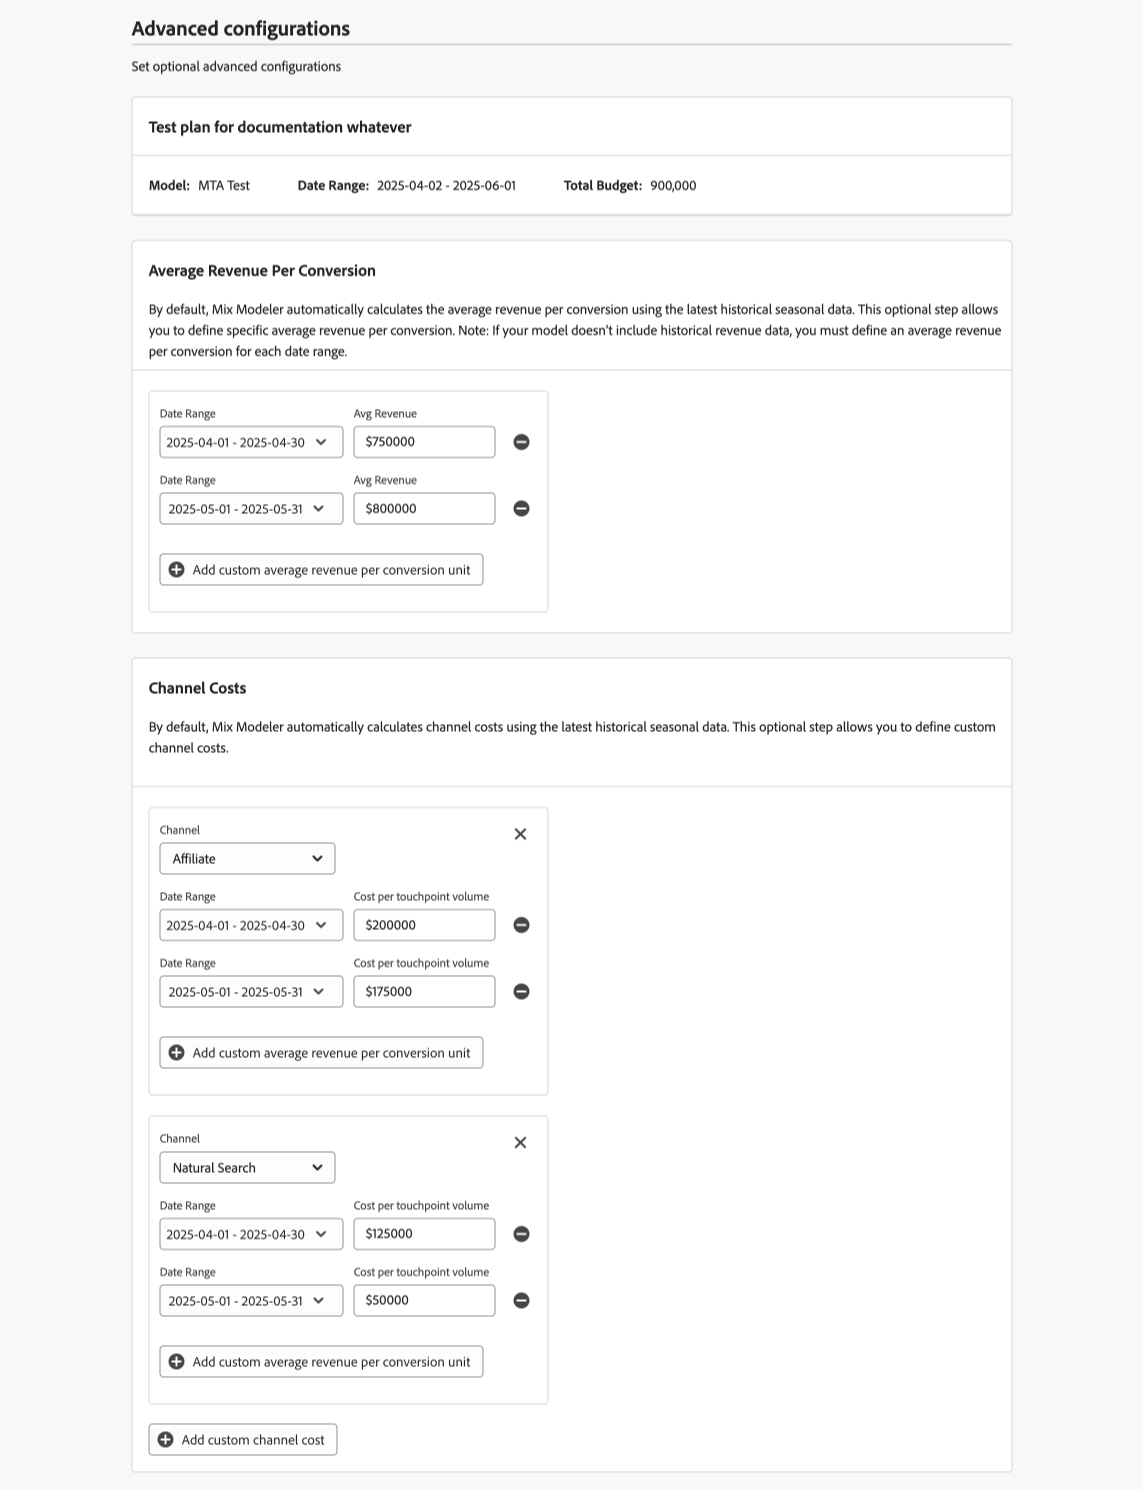 Advanced configurations
Set optional advanced configurations
Test plan for documentation whatever
Model: MTA Test Date Range: 2025-04-02 - 2025-06-01 Total Budget: 900,000
Average Revenue Per Conversion
By default, Mix Modeler automatically calculates the average revenue per conversion using the latest historical seasonal data. This optional step allows
you to define specific average revenue per conversion. Note: If your model doesn't include historical revenue data, you must define an average revenue
per conversion for each date range.
Date Range Avg Revenue
2025-04-01 - 2025-04-30 $750000
Date Range Avg Revenue
2025-05-01 - 2025-05-31 $800000
Add custom average revenue per conversion unit
Channel Costs
By default, Mix Modeler automatically calculates channel costs using the latest historical seasonal data. This optional step allows you to define custom
channel costs.
Channel
Affiliate
Date Range Cost per touchpoint volume
2025-04-01 - 2025-04-30 $200000
Date Range Cost per touchpoint volume
2025-05-01 - 2025-05-31 $175000
Add custom average revenue per conversion unit
Channel
Natural Search
Date Range Cost per touchpoint volume
2025-04-01 - 2025-04-30 $125000
Date Range Cost per touchpoint volume
2025-05-01 - 2025-05-31 $50000
Add custom average revenue per conversion unit
Add custom channel cost